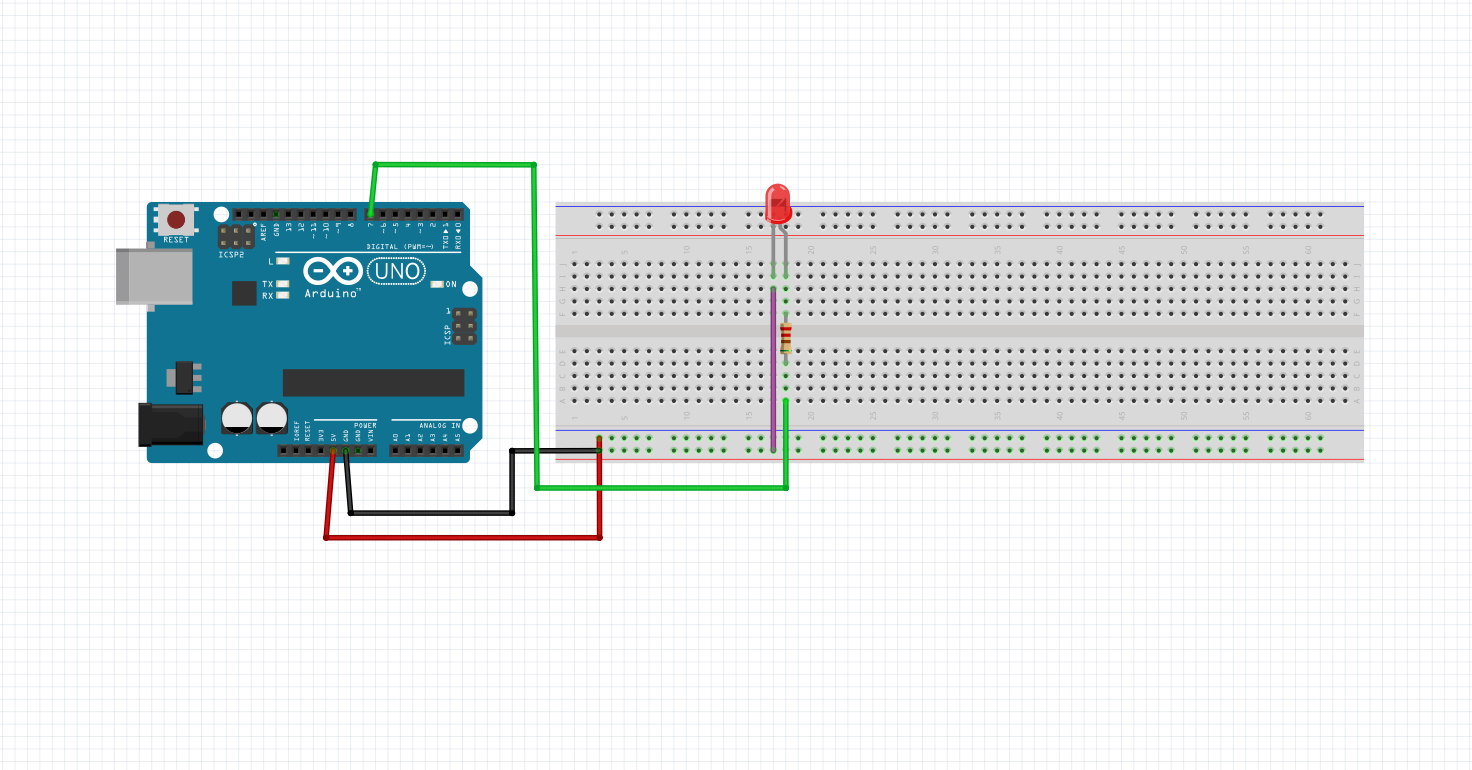 RESET
ICSP2
AREF
GND
13
12
~11
~10
~9
8
7
~6
~5
4
~3
2
TXD▶1
RXD◀0
DIGITAL (PWM=~)
L
TX
RX
UNO
Arduino™
ON
1
ICSP
POWER
ANALOG IN
IOREF
RESET
3V3
5V
GND
GND
VIN
A0
A1
A2
A3
A4
A5
1
10
15
20
25
30
35
40
45
50
55
60
J
I
H
G
F
E
D
C
B
A
1
5
10
15
20
25
30
35
40
45
50
55
60